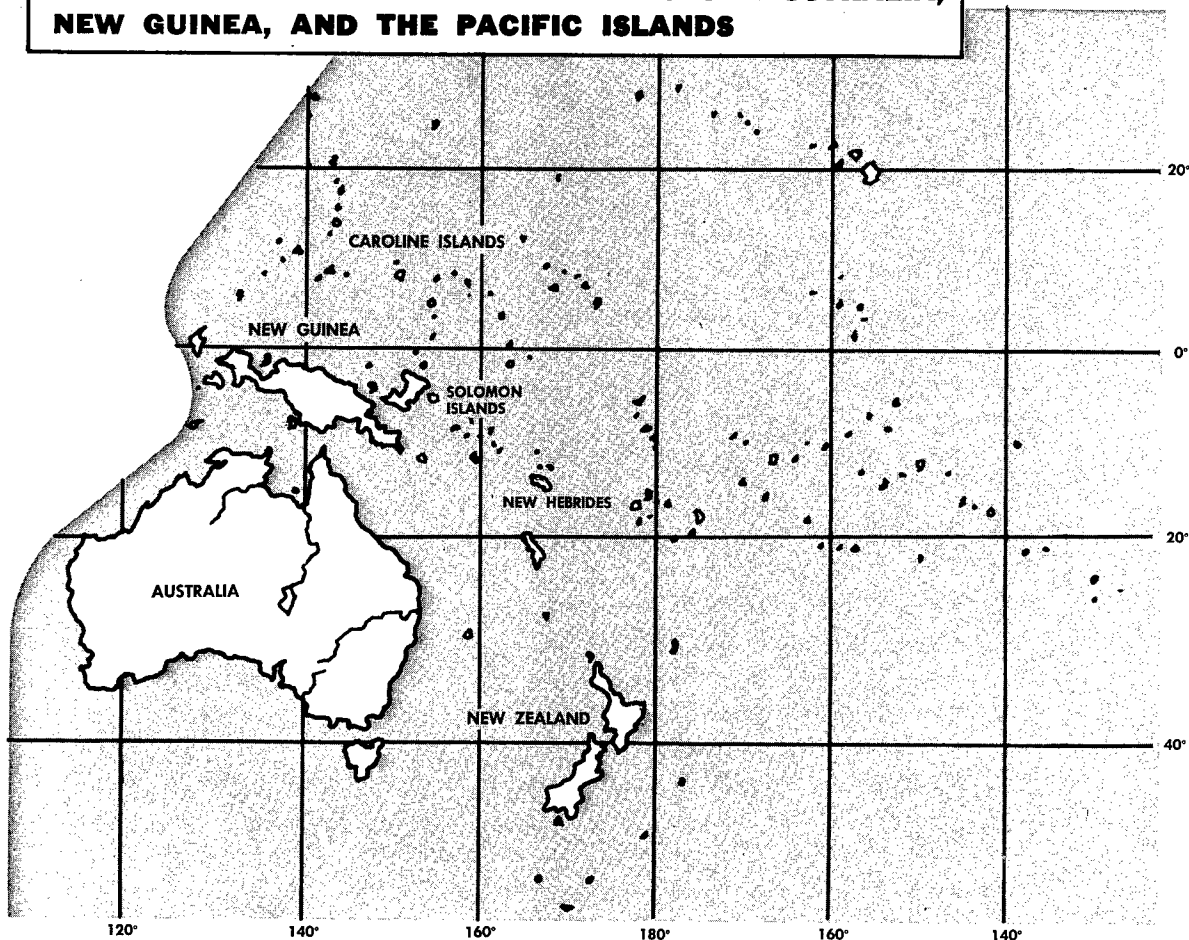 NEW GUINEA, AND THE PACIFIC ISLANDS
20°
CAROLINE ISLANDS
NEW GUINEA
0°
SOLOMON
ISLANDS
NEW HEBRIDES
20°
AUSTRALIA
NEW ZEALAND
40°
120° 140° 160° 180° 160° 140°